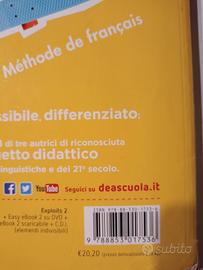 Méthode de français
ssibile, differenziato:
di tre autrici di riconosciuta
etto didattico
inguistiche e del 21° secolo.
You Tube Seguici su deascuola.it
Exploits 2
+ Easy eBook 2 su DVD +
eBook 2 scaricabile + C.D.I.
(elementi indivisibili)
9 788853 017536
€20,20
subito